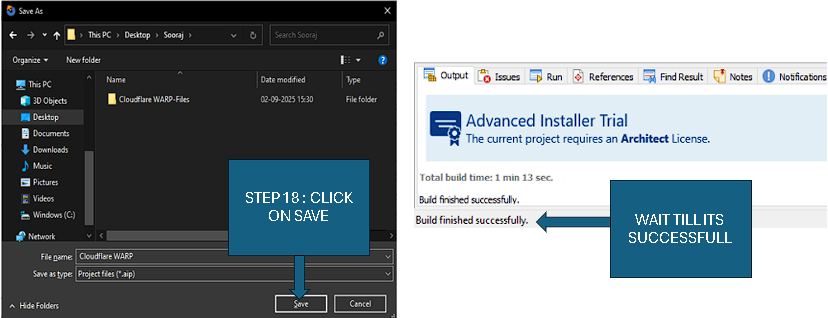 Save As
This PC > Desktop > Sooraj
Search Sooraj
Organize
New folder
Name
Date modified
Type
This PC
3D Objects
Desktop
Documents
Downloads
Music
Pictures
Videos
Windows (C:)
Network
Cloudflare WARP-Files
02-09-2025 15:30
File folder
STEP 18 : CLICK
ON SAVE
File name:
Cloudflare WARP
Save as type:
Project files (*.aip)
Hide Folders
Save
Cancel
Output
Issues
Run
References
Find Result
Notes
Notifications
Advanced Installer Trial
The current project requires an Architect License.
Total build time: 1 min 13 sec.
Build finished successfully.
Build finished successfully.
WAIT TILL ITS
SUCCESSFULL